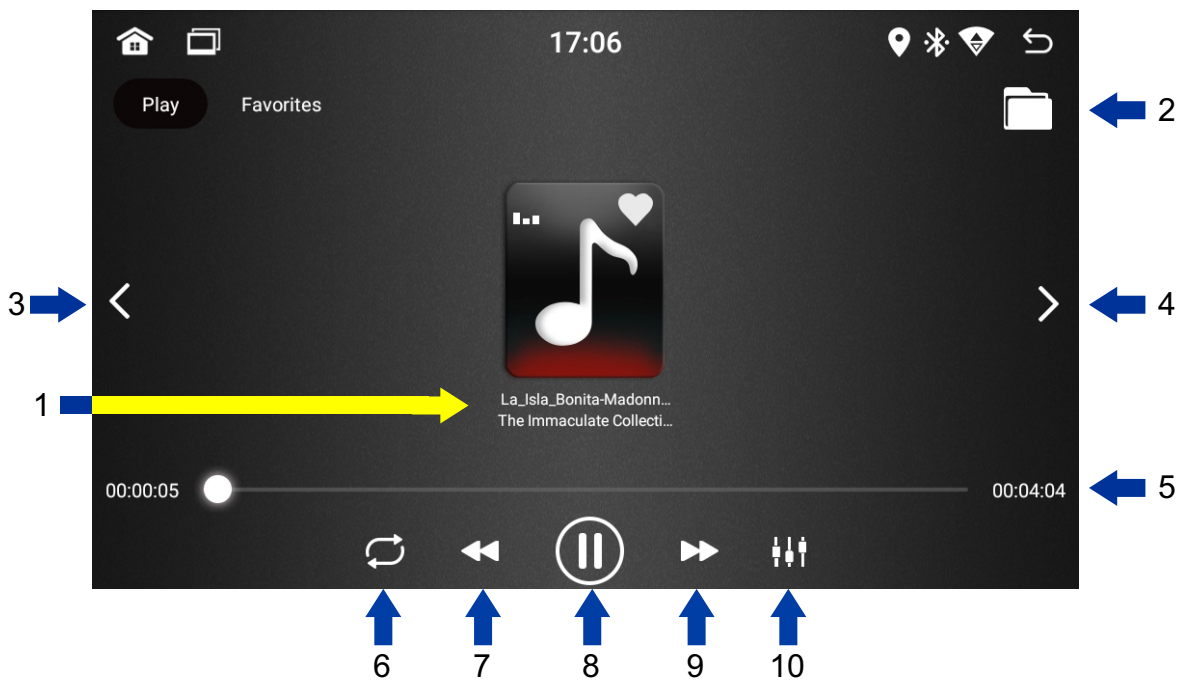 17:06
Play Favorites
2
3
4
La_Isla_Bonita-Madonn...
1
The Immaculate Collecti...
00:00:05 00:04:04
5
6 7 8 9 10